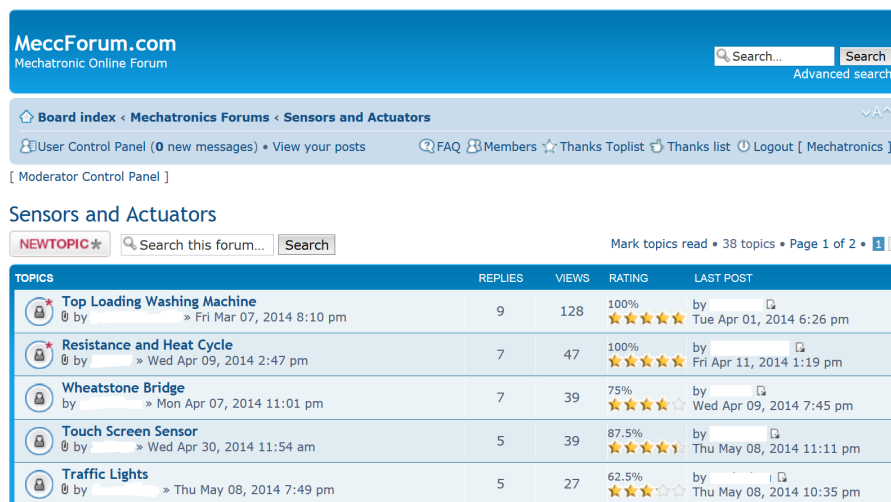 MeccForum.com
Mechatronic Online Forum
Search... Search
Advanced search
Board index ‹ Mechatronics Forums ‹ Sensors and Actuators
User Control Panel (0 new messages) • View your posts FAQ Members Thanks Toplist Thanks list Logout [ Mechatronics ]
[ Moderator Control Panel ]
Sensors and Actuators
NEWTOPIC* Search this forum... Search Mark topics read • 38 topics • Page 1 of 2 • 1
TOPICS REPLIES VIEWS RATING LAST POST
Top Loading Washing Machine
by » Fri Mar 07, 2014 8:10 pm
9 128 100%
by
Tue Apr 01, 2014 6:26 pm
Resistance and Heat Cycle
by » Wed Apr 09, 2014 2:47 pm
7 47 100%
by
Fri Apr 11, 2014 1:19 pm
Wheatstone Bridge
by » Mon Apr 07, 2014 11:01 pm
7 39 75%
by
Wed Apr 09, 2014 7:45 pm
Touch Screen Sensor
by » Wed Apr 30, 2014 11:54 am
5 39 87.5%
by
Thu May 08, 2014 11:11 pm
Traffic Lights
by » Thu May 08, 2014 7:49 pm
5 27 62.5%
by
Thu May 08, 2014 10:35 pm